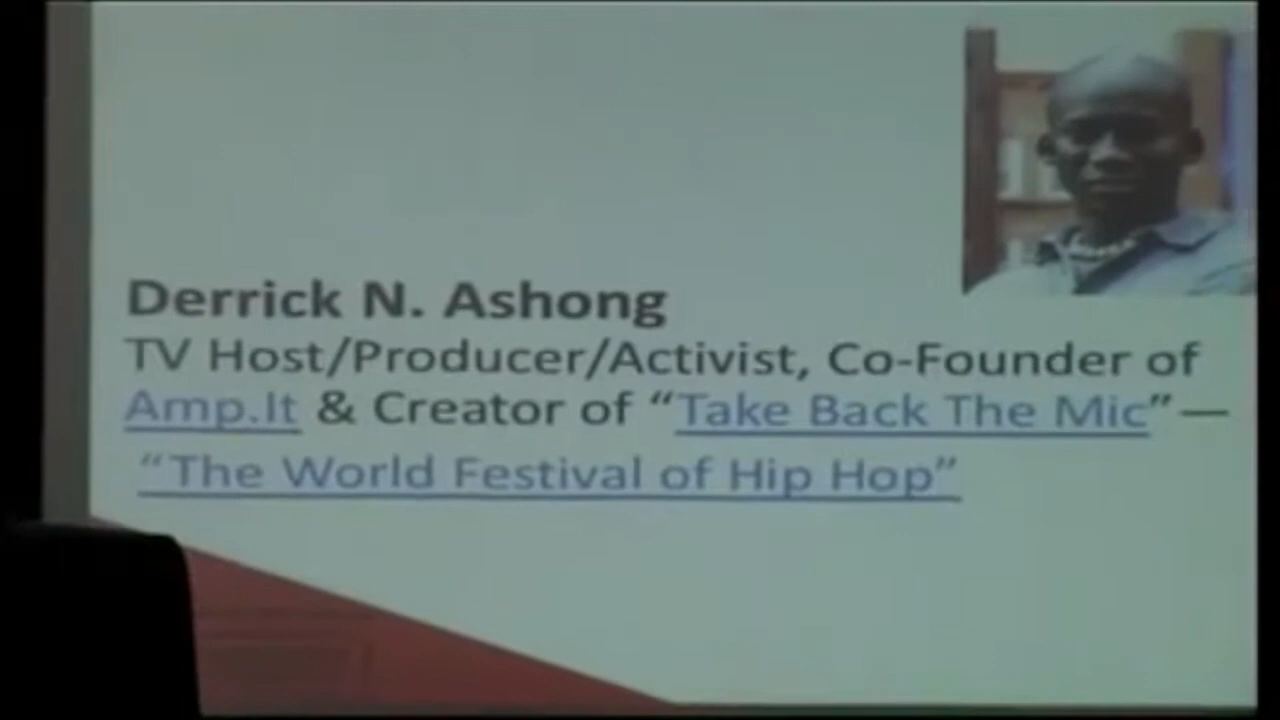 Derrick N. Ashong
TV Host/Producer/Activist, Co-Founder of
Amp.It & Creator of “Take Back The Mic”—
“The World Festival of Hip Hop”